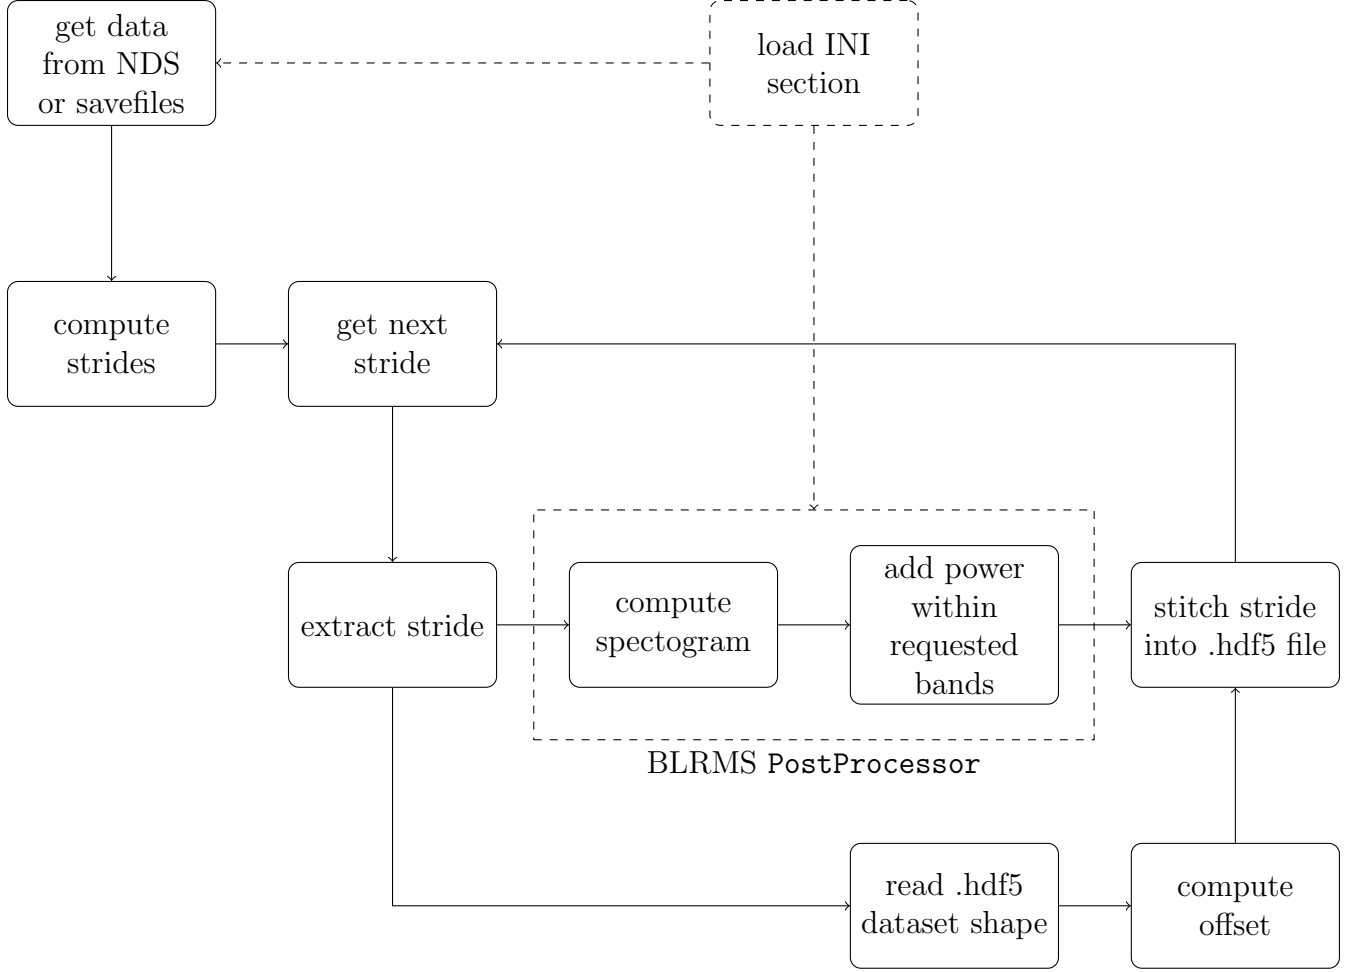 get data
from NDS
or savefiles
load INI
section
compute
strides
get next
stride
extract stride
compute
spectogram
add power
within
requested
bands
stitch stride
into .hdf5 file
BLRMS PostProcessor
read .hdf5
dataset shape
compute
offset